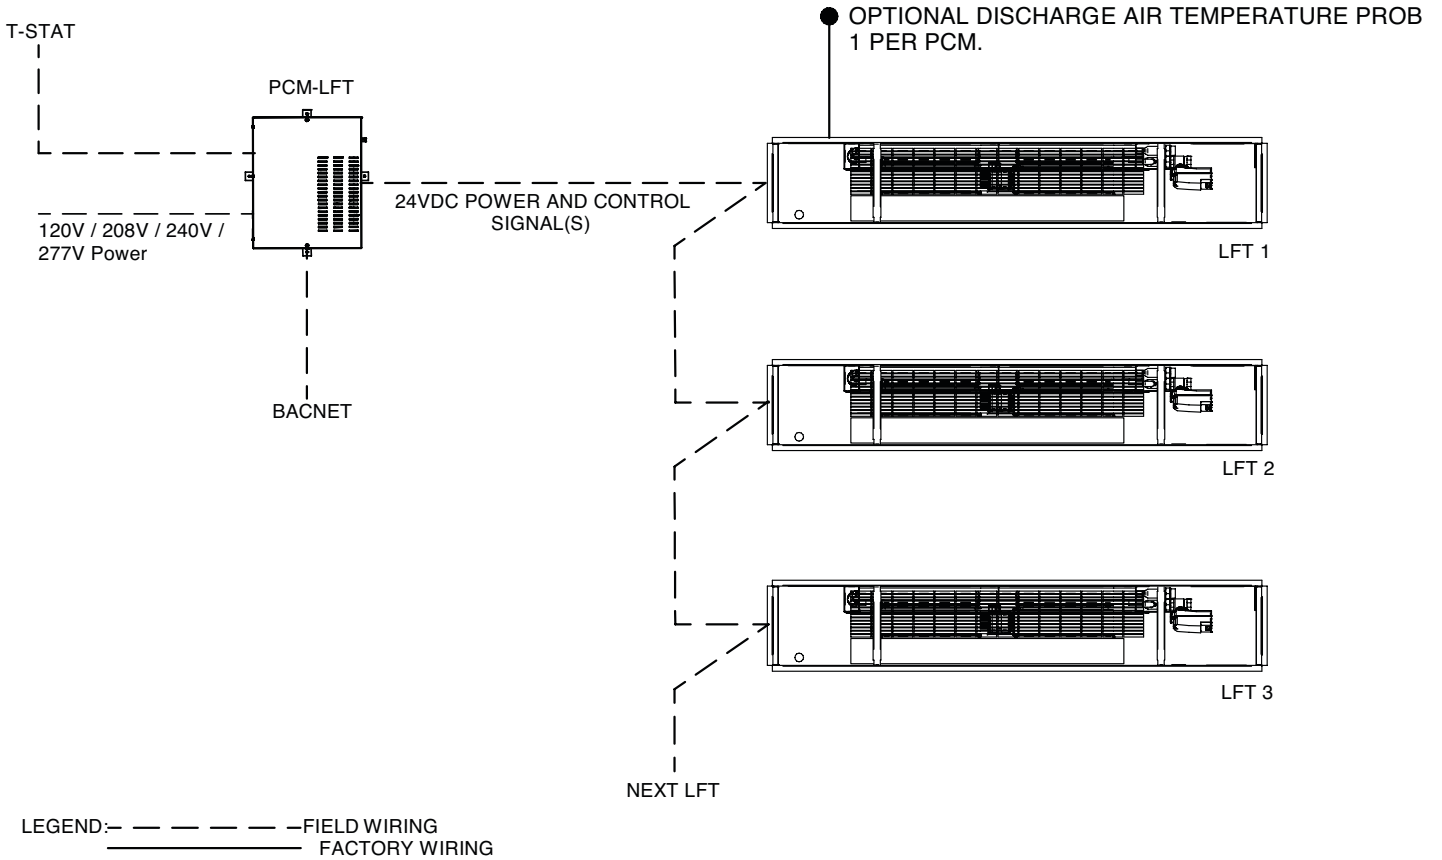 T-STAT
OPTIONAL DISCHARGE AIR TEMPERATURE PROB
1 PER PCM.
PCM-LFT
24VDC POWER AND CONTROL
SIGNAL(S)
120V / 208V / 240V /
277V Power
LFT 1
BACNET
LFT 2
LFT 3
NEXT LFT
LEGEND: FIELD WIRING
FACTORY WIRING